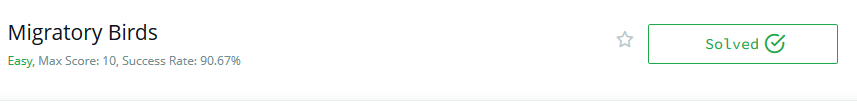 Migratory Birds
Solved
Easy, Max Score: 10, Success Rate: 90.67%